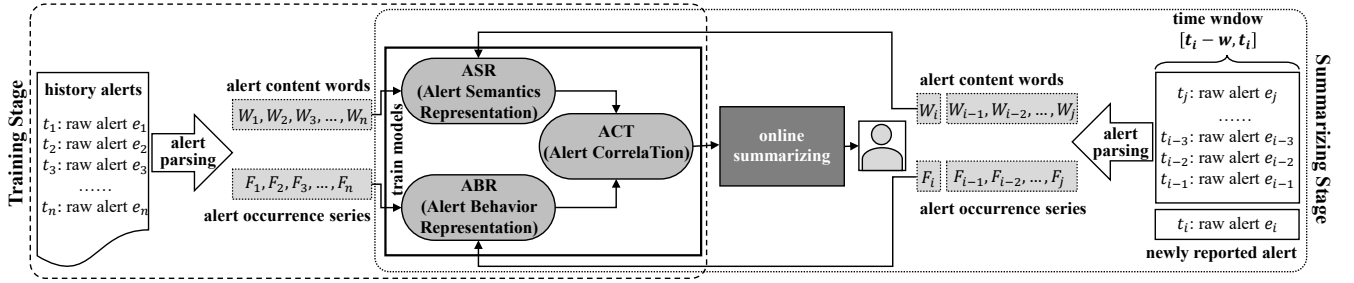 Training Stage
history alerts
t₁: raw alert e₁
t₂: raw alert e₂
t₃: raw alert e₃
......
tₙ: raw alert eₙ
alert
parsing
alert content words
W₁, W₂, W₃, ... , Wₙ
F₁, F₂, F₃, ... , Fₙ
alert occurrence series
train models
ASR
(Alert Semantics
Representation)
ACT
(Alert CorrelaTion)
ABR
(Alert Behavior
Representation)
online
summarizing
alert content words
Wᵢ
Wᵢ₋₁, Wᵢ₋₂, ... , Wⱼ
Fᵢ
Fᵢ₋₁, Fᵢ₋₂, ... , Fⱼ
alert occurrence series
alert
parsing
time wndow
[tᵢ − w, tᵢ]
tⱼ: raw alert eⱼ
......
tᵢ₋₃: raw alert eᵢ₋₃
tᵢ₋₂: raw alert eᵢ₋₂
tᵢ₋₁: raw alert eᵢ₋₁
tᵢ: raw alert eᵢ
newly reported alert
Summarizing Stage